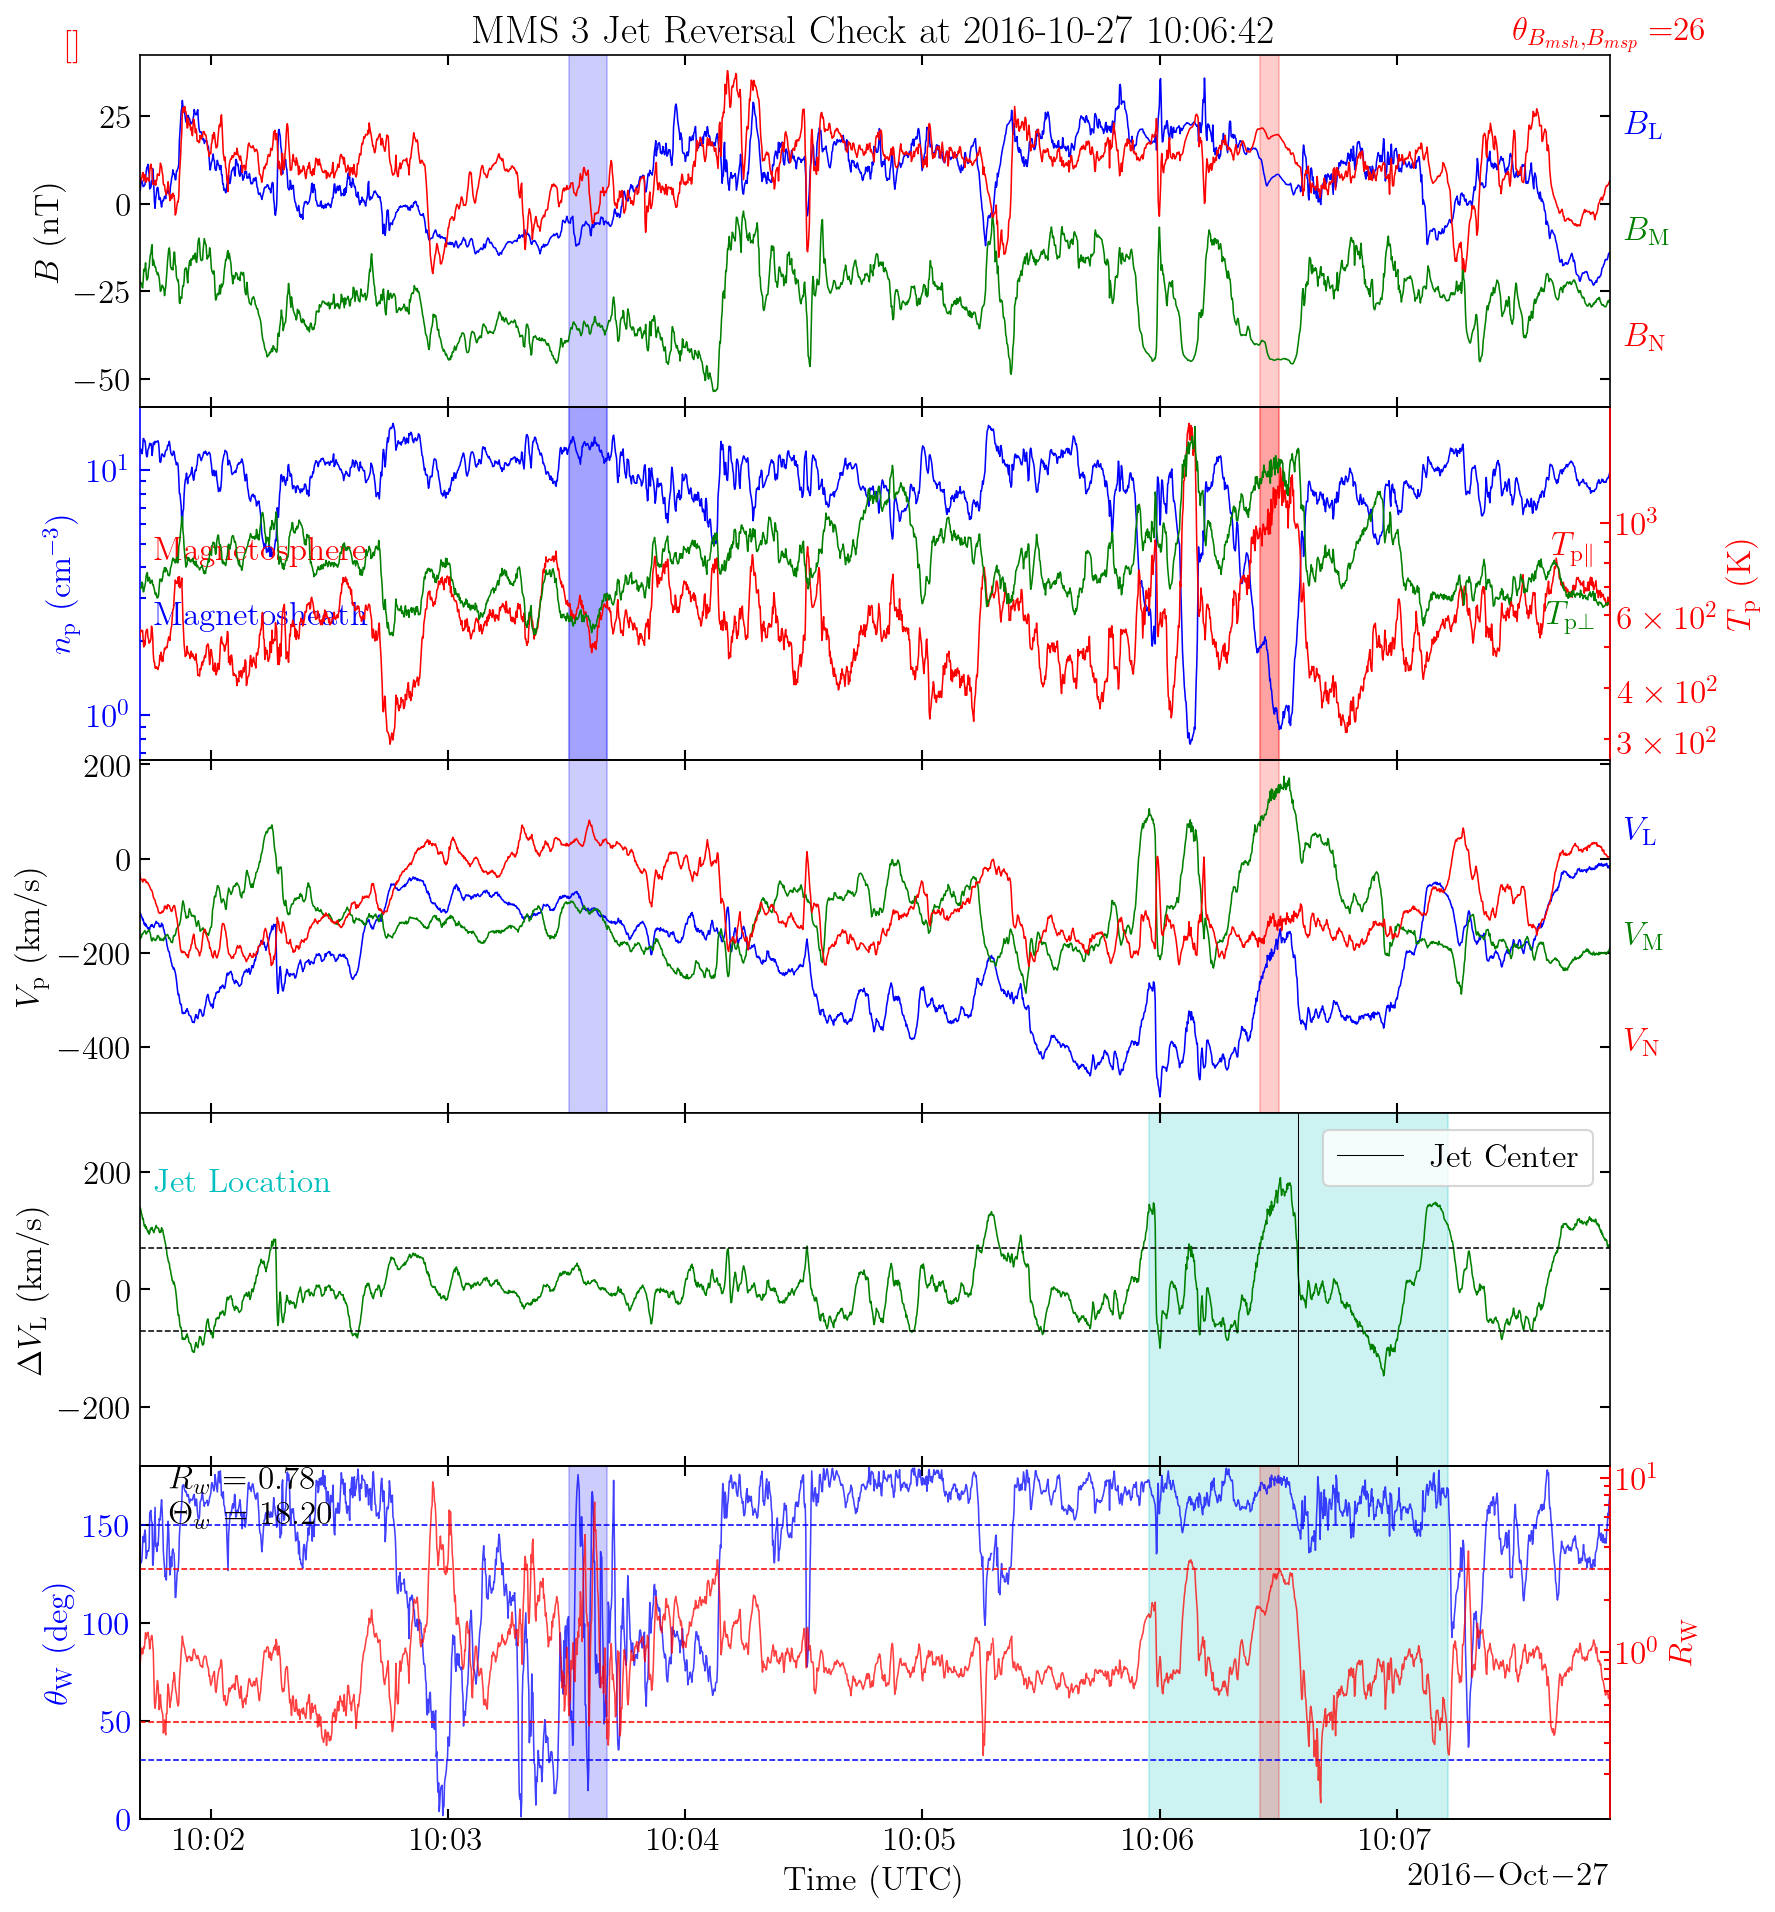 MMS 3 Jet Reversal Check at 2016-10-27 10:06:42
θ_{B_{msh},B_{msp}} =26
B (nT)
25
0
−25
−50
B_L
B_M
B_N
n_p (cm^{−3})
10^1
10^0
Magnetosphere
Magnetosheath
T_{p∥}
T_{p⊥}
10^3
6 × 10^2
4 × 10^2
3 × 10^2
T_p (K)
V_p (km/s)
200
0
−200
−400
V_L
V_M
V_N
ΔV_L (km/s)
200
0
−200
Jet Location
Jet Center
θ_W (deg)
150
100
50
0
R_w = 0.78
Θ_w = 18.20
10^1
10^0
R_W
10:02 10:03 10:04 10:05 10:06 10:07
Time (UTC)
2016−Oct−27